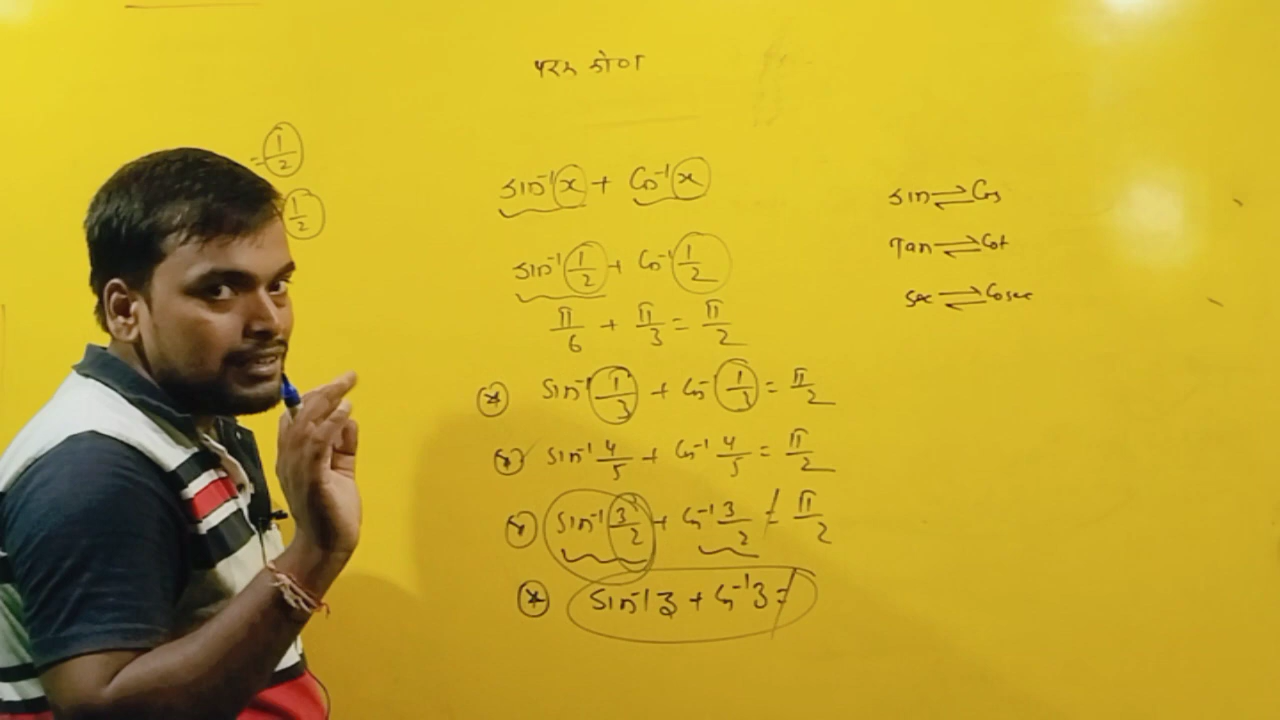 परम कोण
= 1/2
1/2
sin⁻¹x + Cos⁻¹x
sin⁻¹ 1/2 + Cos⁻¹ 1/2
π/6 + π/3 = π/2
* sin⁻¹ 1/3 + Cos⁻¹ 1/3 = π/2
* sin⁻¹ 4/5 + Cos⁻¹ 4/5 = π/2
* sin⁻¹ 3/2 + Cos⁻¹ 3/2 ≠ π/2
* sin⁻¹3 + Cos⁻¹3 ≠
sin ⇌ Cos
Tan ⇌ Cot
sec ⇌ Cosec